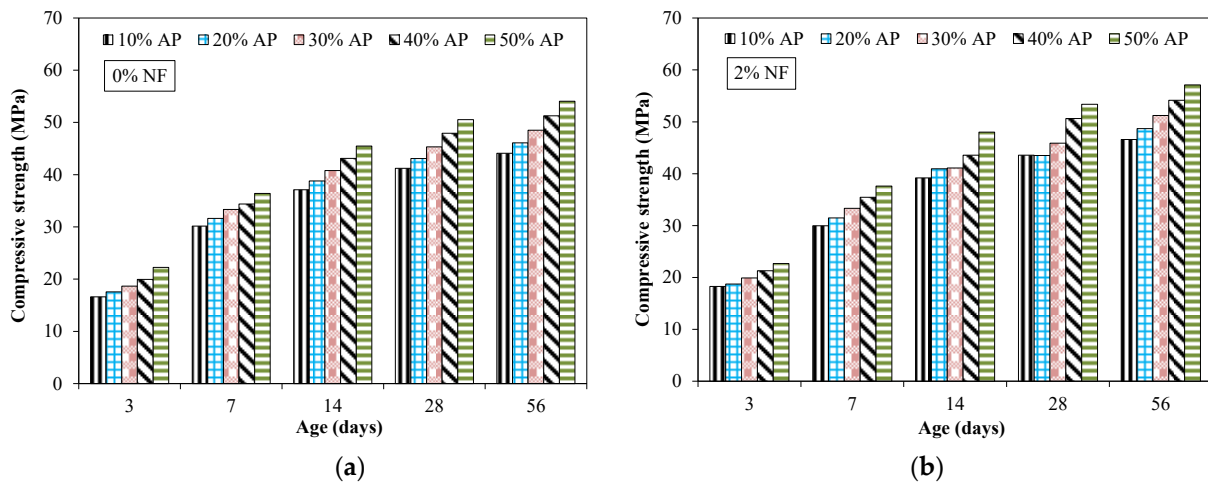 70
60
50
40
30
20
10
0
Compressive strength (MPa)
10% AP 20% AP 30% AP 40% AP 50% AP
0% NF
3 7 14 28 56
Age (days)
(a)
70
60
50
40
30
20
10
0
Compressive strength (MPa)
10% AP 20% AP 30% AP 40% AP 50% AP
2% NF
3 7 14 28 56
Age (days)
(b)